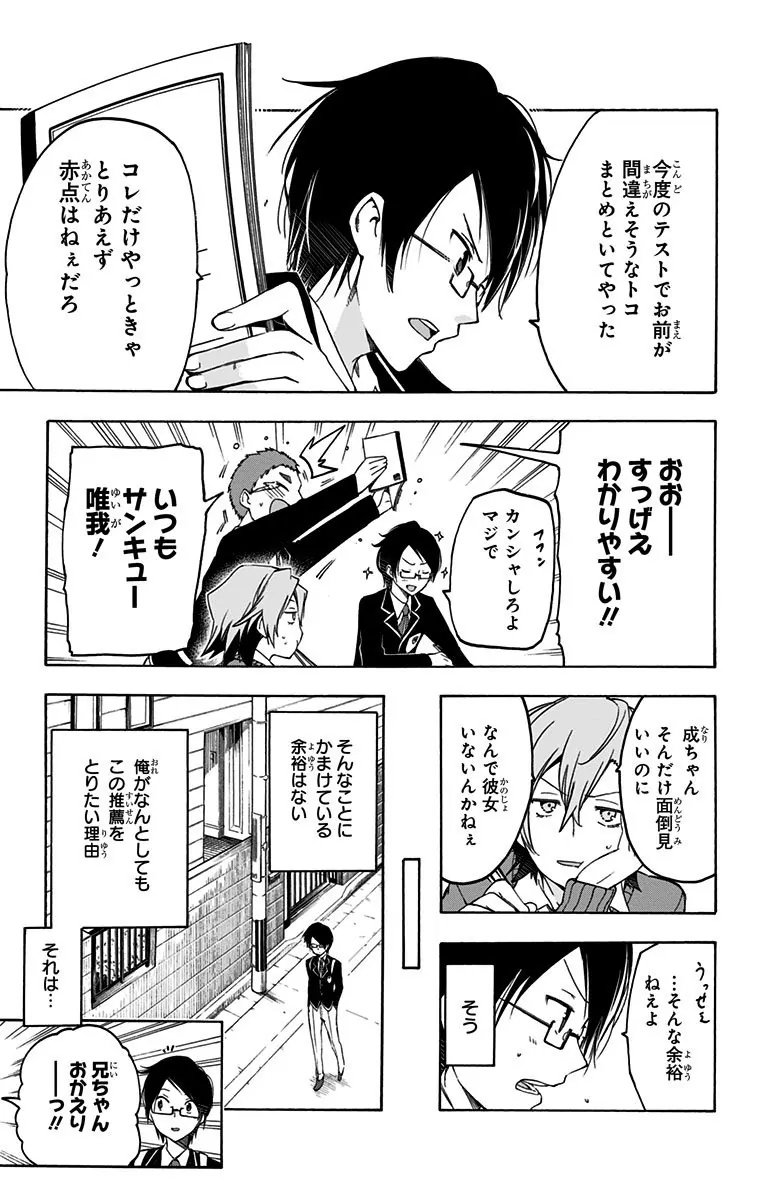 今度のテストでお前が
間違えそうなトコ
まとめといてやった
コレだけやっときゃ
とりあえず
赤点はねぇだろ
おおーー
すっげえ
わかりやすい!!
フフン
カンシャしろよ
マジで
いつも
サンキュー
唯我!
成ちゃん
そんだけ面倒見
いいのに
なんで彼女
いないんかねぇ
うっせェ
…そんな余裕
ねえよ
そう
そんなことに
かまけている
余裕はない
俺がなんとしても
この推薦を
とりたい理由
それは…
兄ちゃん
おかえり
ーーっ!!